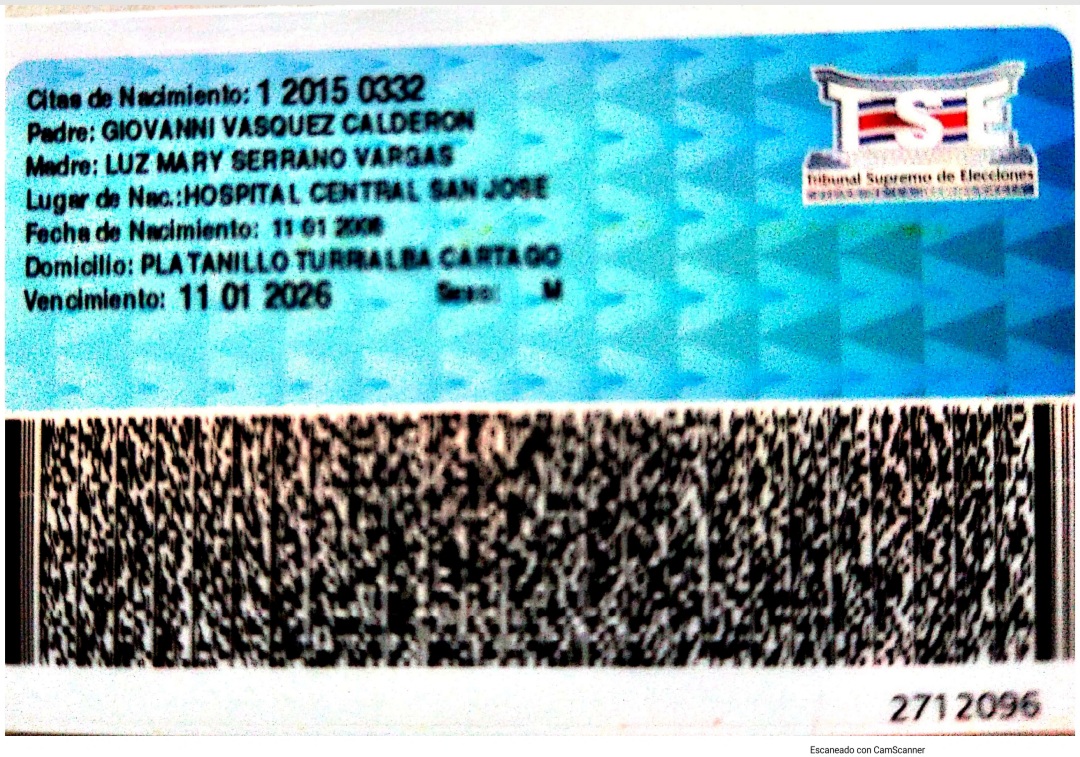 Citas de Nacimiento: 1 2015 0332
Padre: GIOVANNI VASQUEZ CALDERON
Madre: LUZ MARY SERRANO VARGAS
Lugar de Nac.:HOSPITAL CENTRAL SAN JOSE
Fecha de Nacimiento: 11 01
Domicilio: PLATANILLO TURRIALBA CARTAGO
Vencimiento: 11 01 2026 Sexo: M
TSE
Tribunal Supremo de Elecciones
2712096
Escaneado con CamScanner